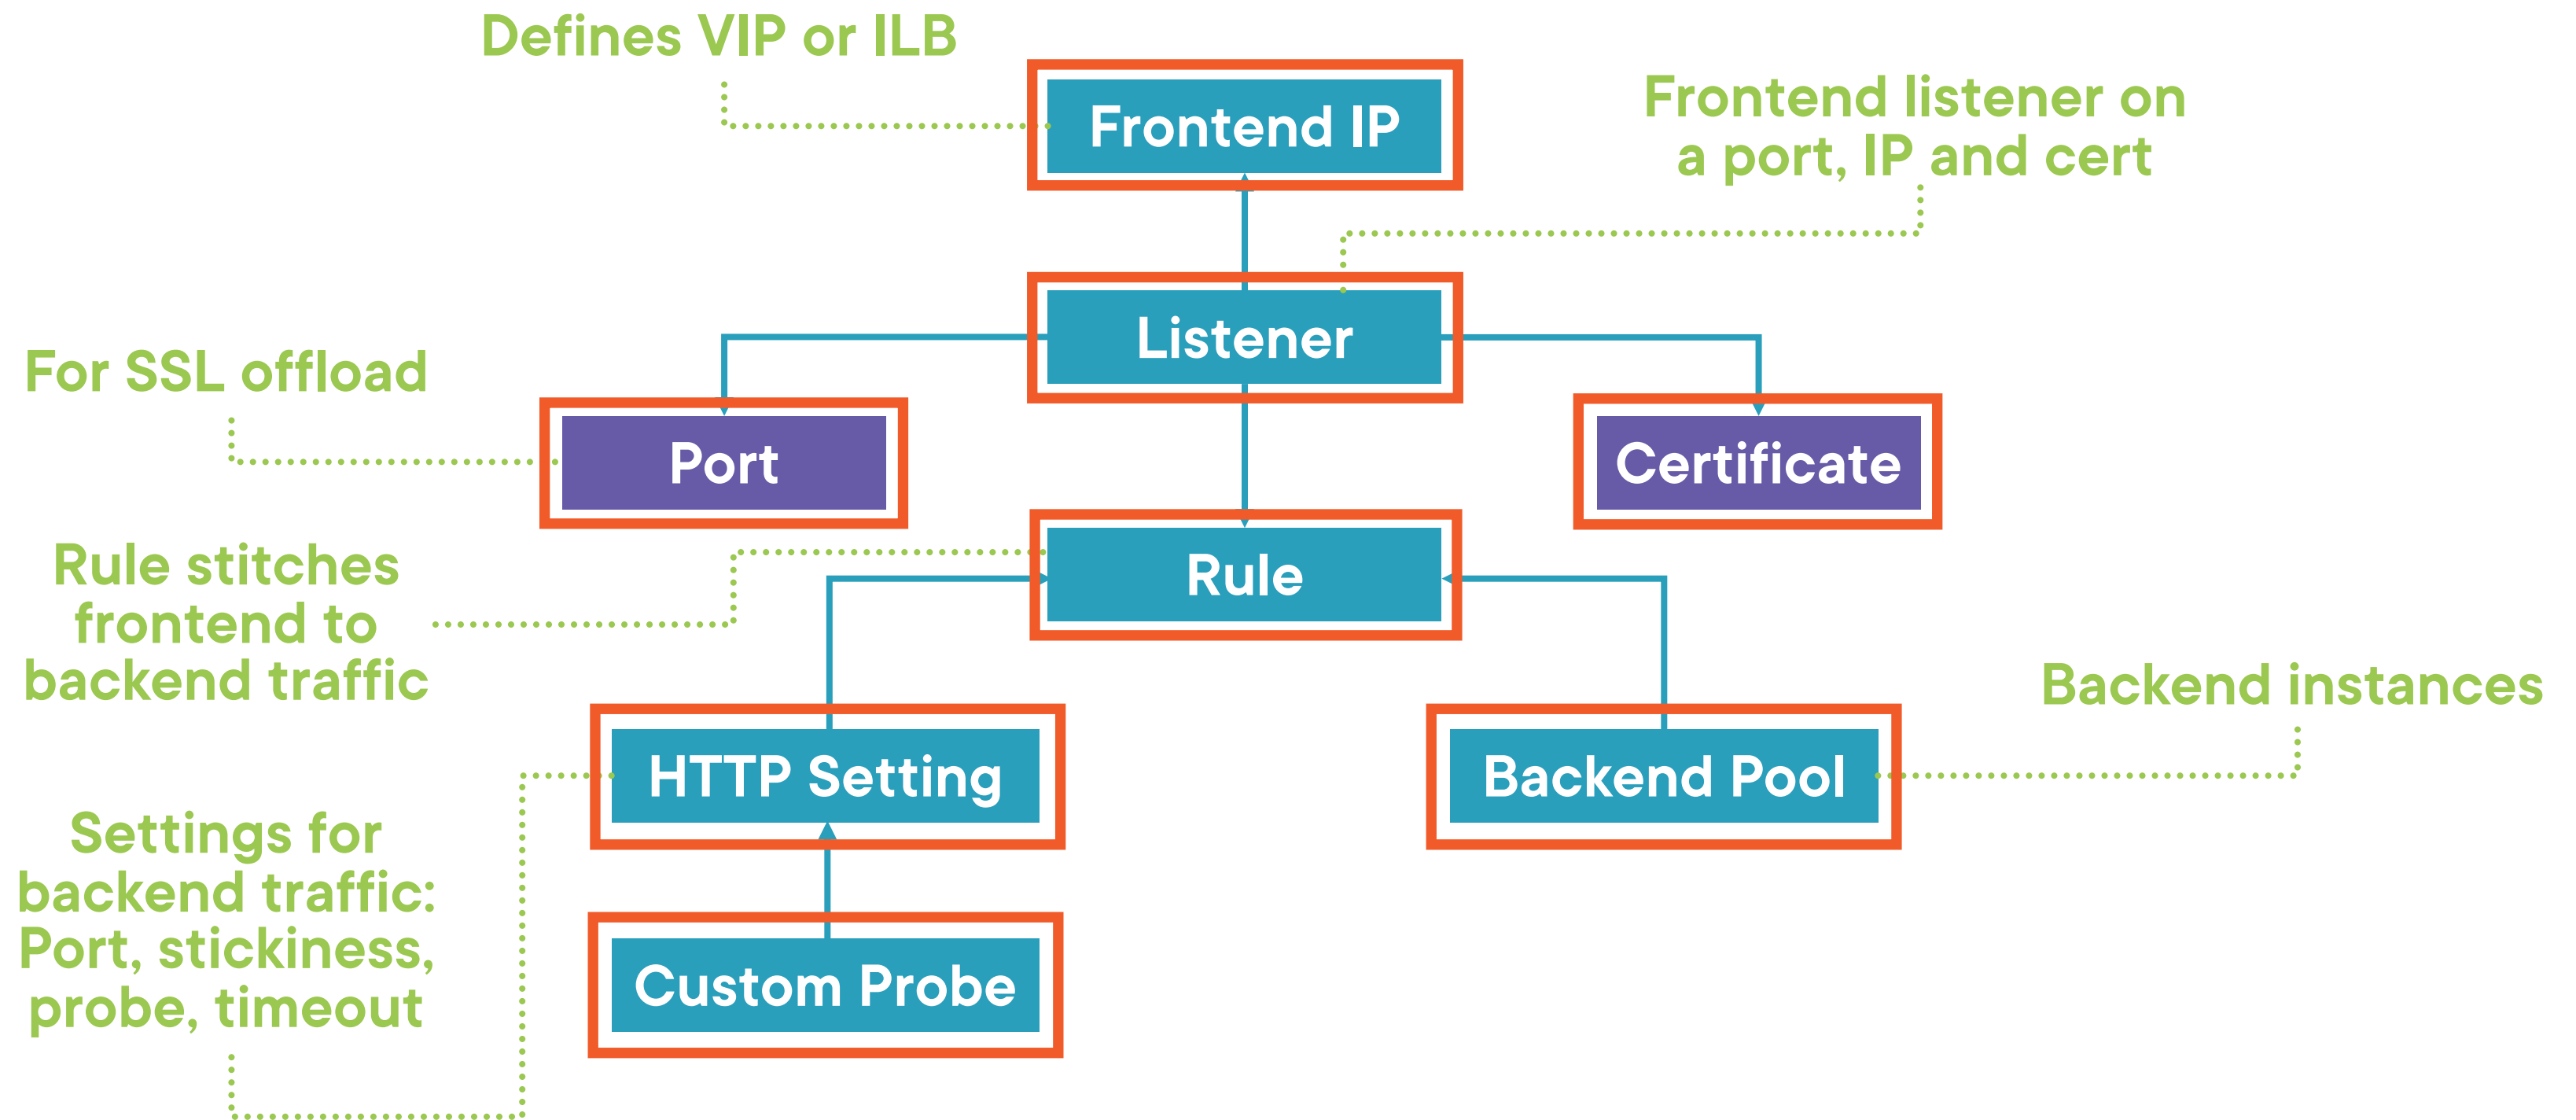 Defines VIP or ILB
Frontend IP
Frontend listener on
a port, IP and cert
Listener
For SSL offload
Port
Certificate
Rule stitches
frontend to
backend traffic
Rule
Backend instances
HTTP Setting
Backend Pool
Settings for
backend traffic:
Port, stickiness,
probe, timeout
Custom Probe